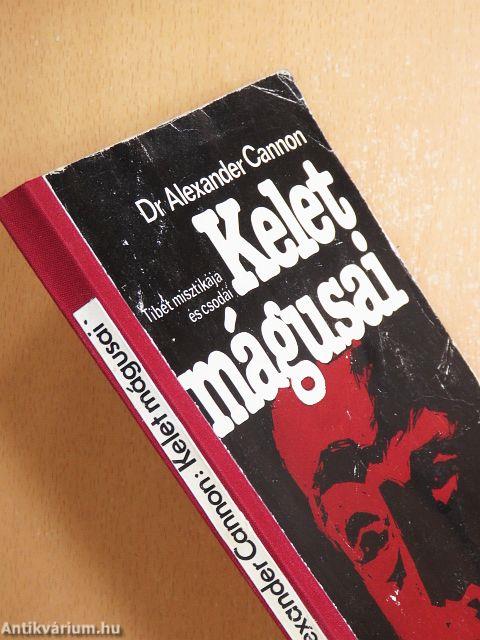 Dr Alexander Cannon
Kelet
mágusai
Tibet misztikája
és csodái
exander Cannon: Kelet mágusai
Antikvárium.hu